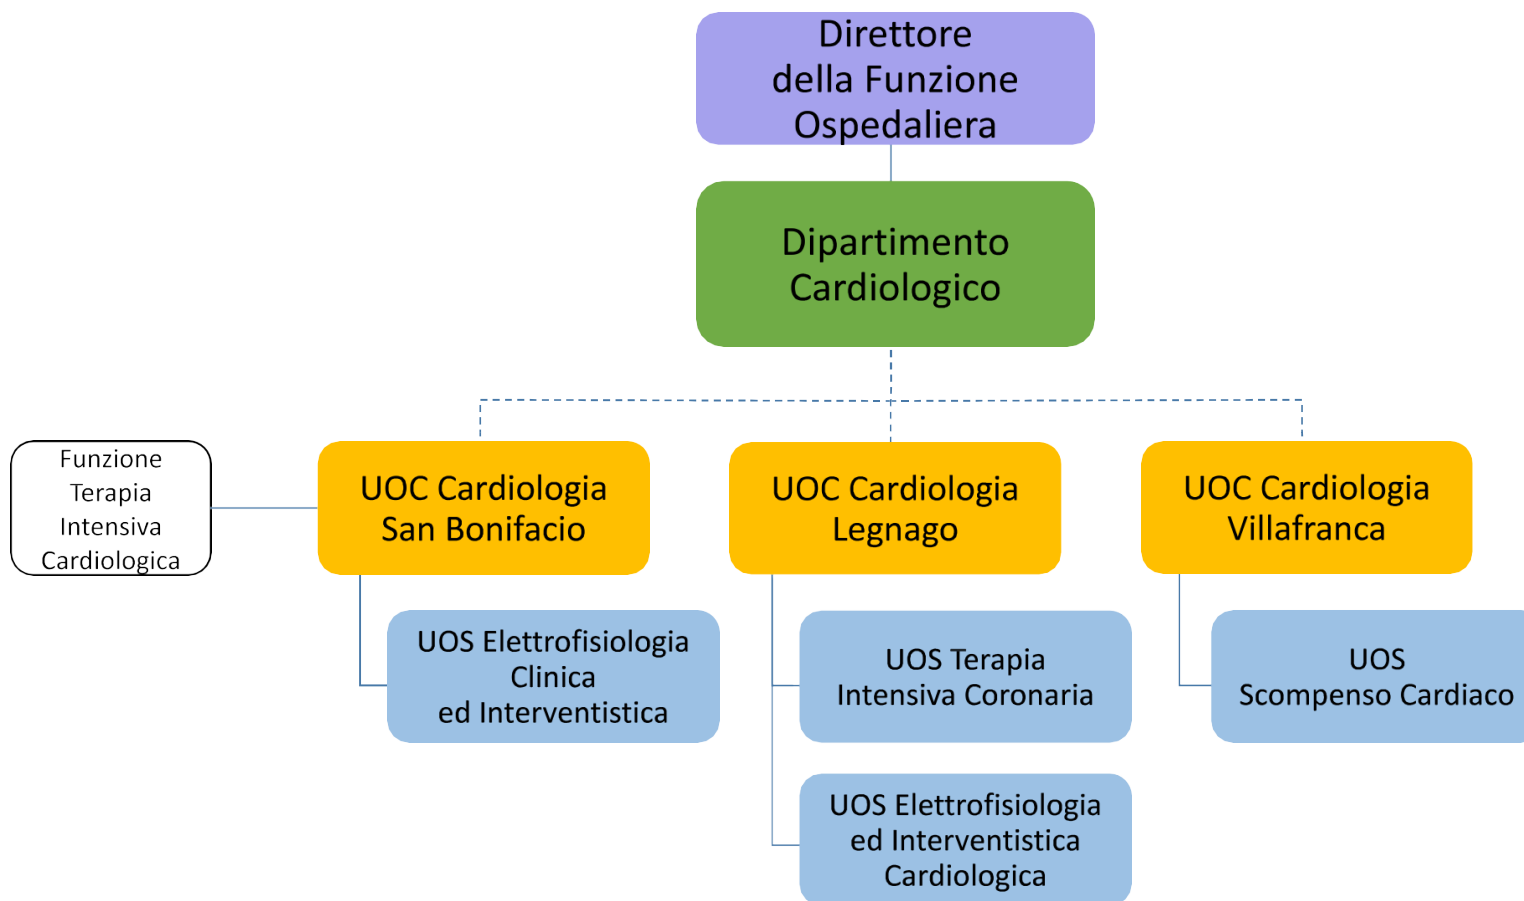 Direttore
della Funzione
Ospedaliera
Dipartimento
Cardiologico
Funzione
Terapia
Intensiva
Cardiologica
UOC Cardiologia
San Bonifacio
UOC Cardiologia
Legnago
UOC Cardiologia
Villafranca
UOS Elettrofisiologia
Clinica
ed Interventistica
UOS Terapia
Intensiva Coronaria
UOS
Scompenso Cardiaco
UOS Elettrofisiologia
ed Interventistica
Cardiologica